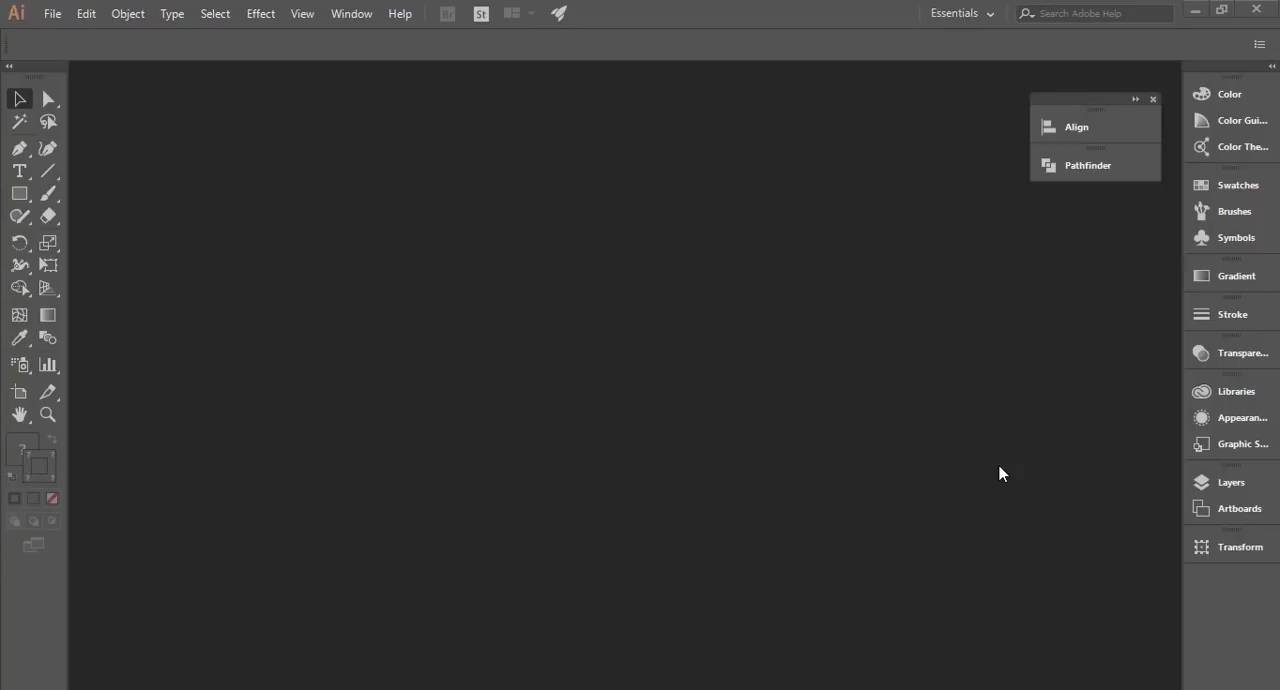 Ai File Edit Object Type Select Effect View Window Help Br St Essentials Search Adobe Help
Align
Pathfinder
Color
Color Gui...
Color The...
Swatches
Brushes
Symbols
Gradient
Stroke
Transpare...
Libraries
Appearan...
Graphic S...
Layers
Artboards
Transform
T
?
? ?
? ?